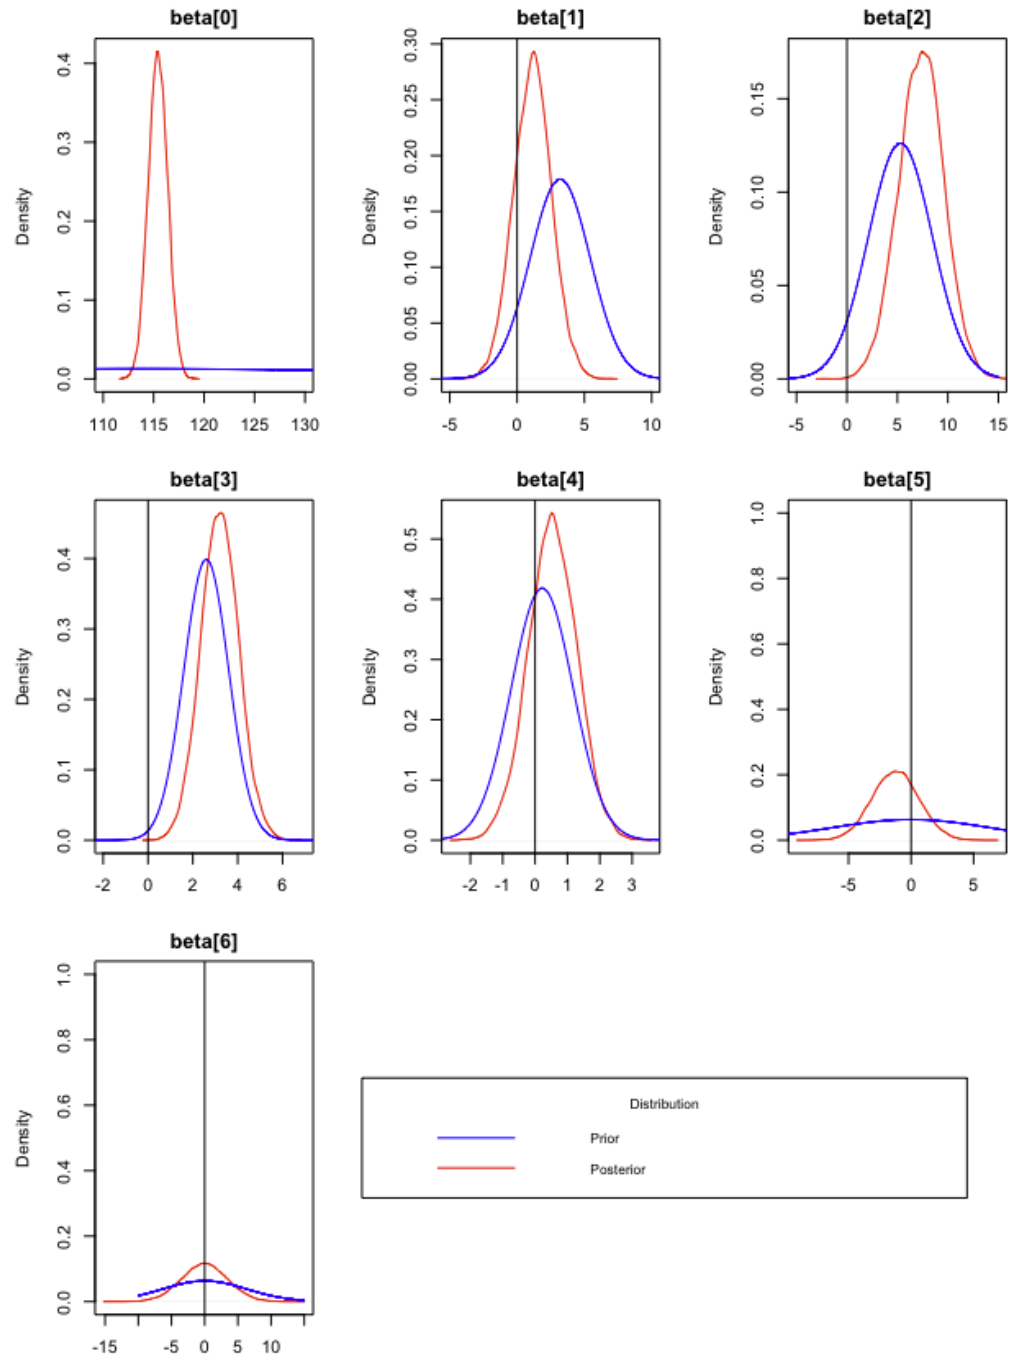 beta[0]
beta[1]
beta[2]
Density
0.0 0.1 0.2 0.3 0.4
110 115 120 125 130
Density
0.00 0.05 0.10 0.15 0.20 0.25 0.30
-5 0 5 10
Density
0.00 0.05 0.10 0.15
-5 0 5 10 15
beta[3]
beta[4]
beta[5]
Density
0.0 0.1 0.2 0.3 0.4
-2 0 2 4 6
Density
0.0 0.1 0.2 0.3 0.4 0.5
-2 -1 0 1 2 3
Density
0.0 0.2 0.4 0.6 0.8 1.0
-5 0 5
beta[6]
Density
0.0 0.2 0.4 0.6 0.8 1.0
-15 -5 0 5 10
Distribution
Prior
Posterior